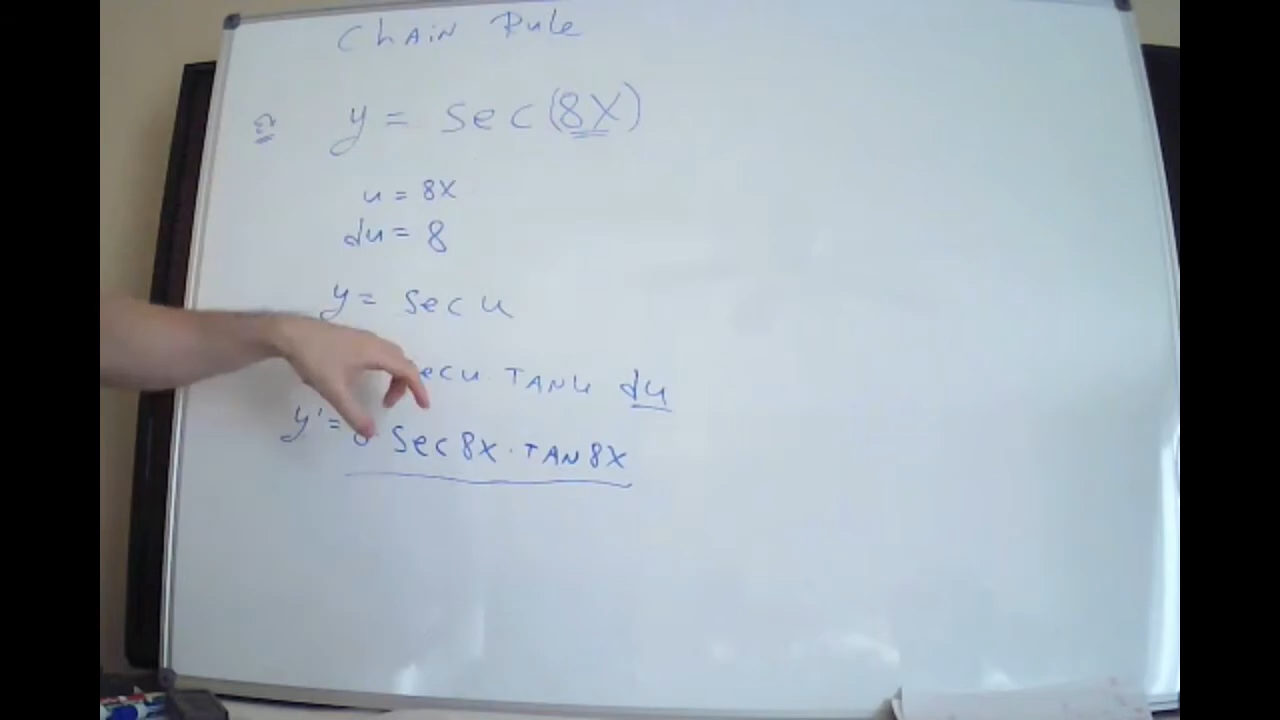 Chain Rule
y = sec(8x)
u = 8x
du = 8
y = sec u
TAN u du
y' = Sec 8x · TAN 8x